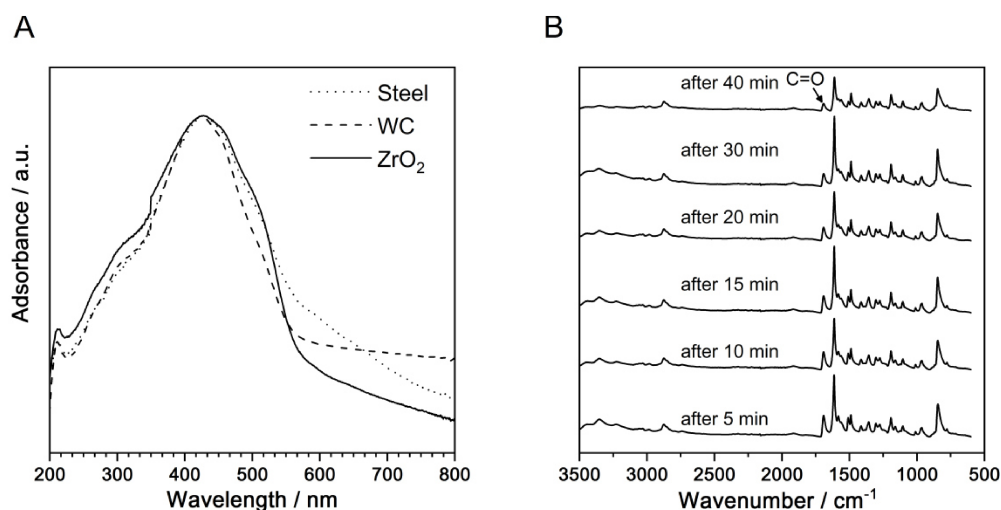 A
Adsorbance / a.u.
Steel
WC
ZrO₂
200 300 400 500 600 700 800
Wavelength / nm
B
C=O
after 40 min
after 30 min
after 20 min
after 15 min
after 10 min
after 5 min
3500 3000 2500 2000 1500 1000 500
Wavenumber / cm⁻¹